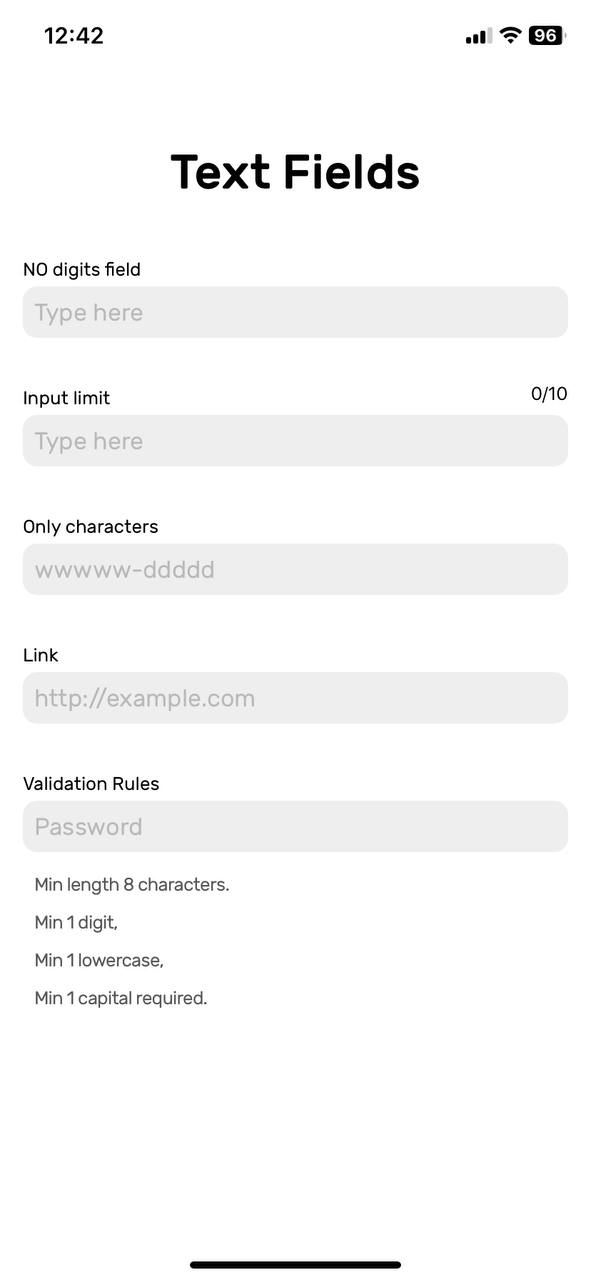 12:42
96
Text Fields
NO digits field
Type here
Input limit
0/10
Type here
Only characters
wwwww-ddddd
Link
http://example.com
Validation Rules
Password
Min length 8 characters.
Min 1 digit,
Min 1 lowercase,
Min 1 capital required.